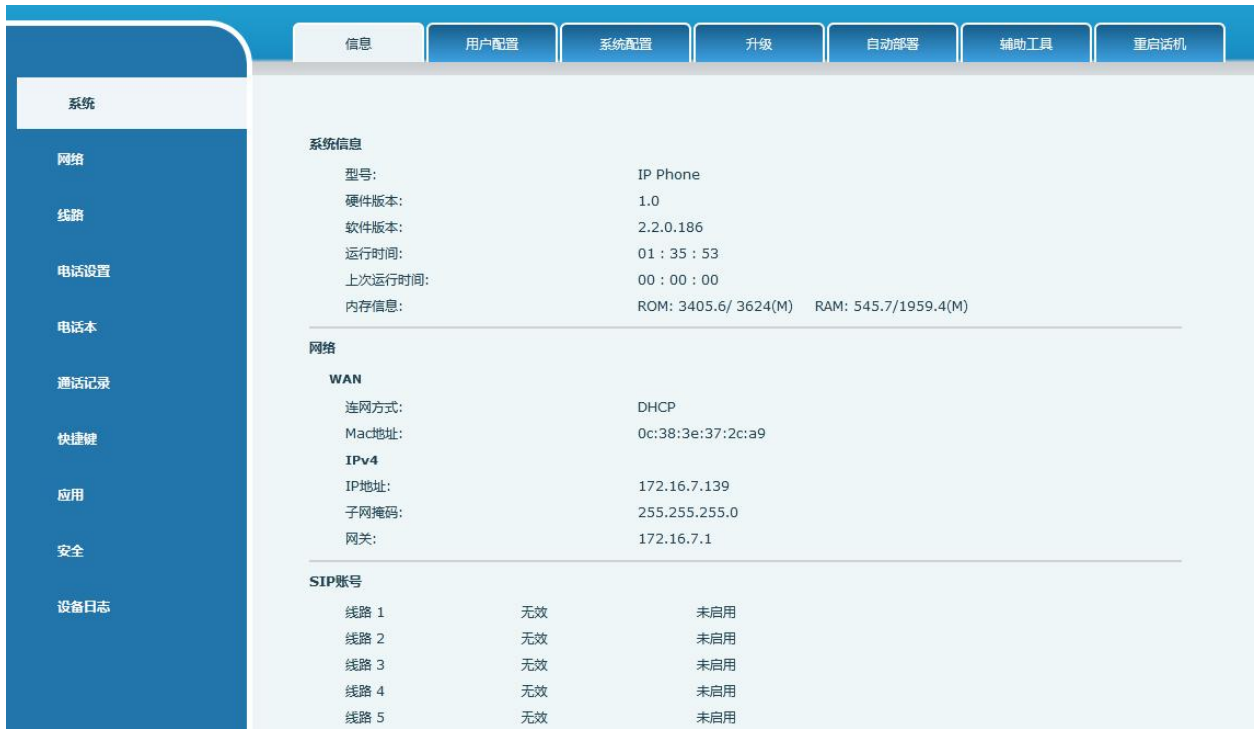 信息 用户配置 系统配置 升级 自动部署 辅助工具 重启话机
系统
网络
线路
电话设置
电话本
通话记录
快捷键
应用
安全
设备日志
系统信息
型号: IP Phone
硬件版本: 1.0
软件版本: 2.2.0.186
运行时间: 01 : 35 : 53
上次运行时间: 00 : 00 : 00
内存信息: ROM: 3405.6/ 3624(M) RAM: 545.7/1959.4(M)
网络
WAN
连网方式: DHCP
Mac地址: 0c:38:3e:37:2c:a9
IPv4
IP地址: 172.16.7.139
子网掩码: 255.255.255.0
网关: 172.16.7.1
SIP账号
线路 1 无效 未启用
线路 2 无效 未启用
线路 3 无效 未启用
线路 4 无效 未启用
线路 5 无效 未启用